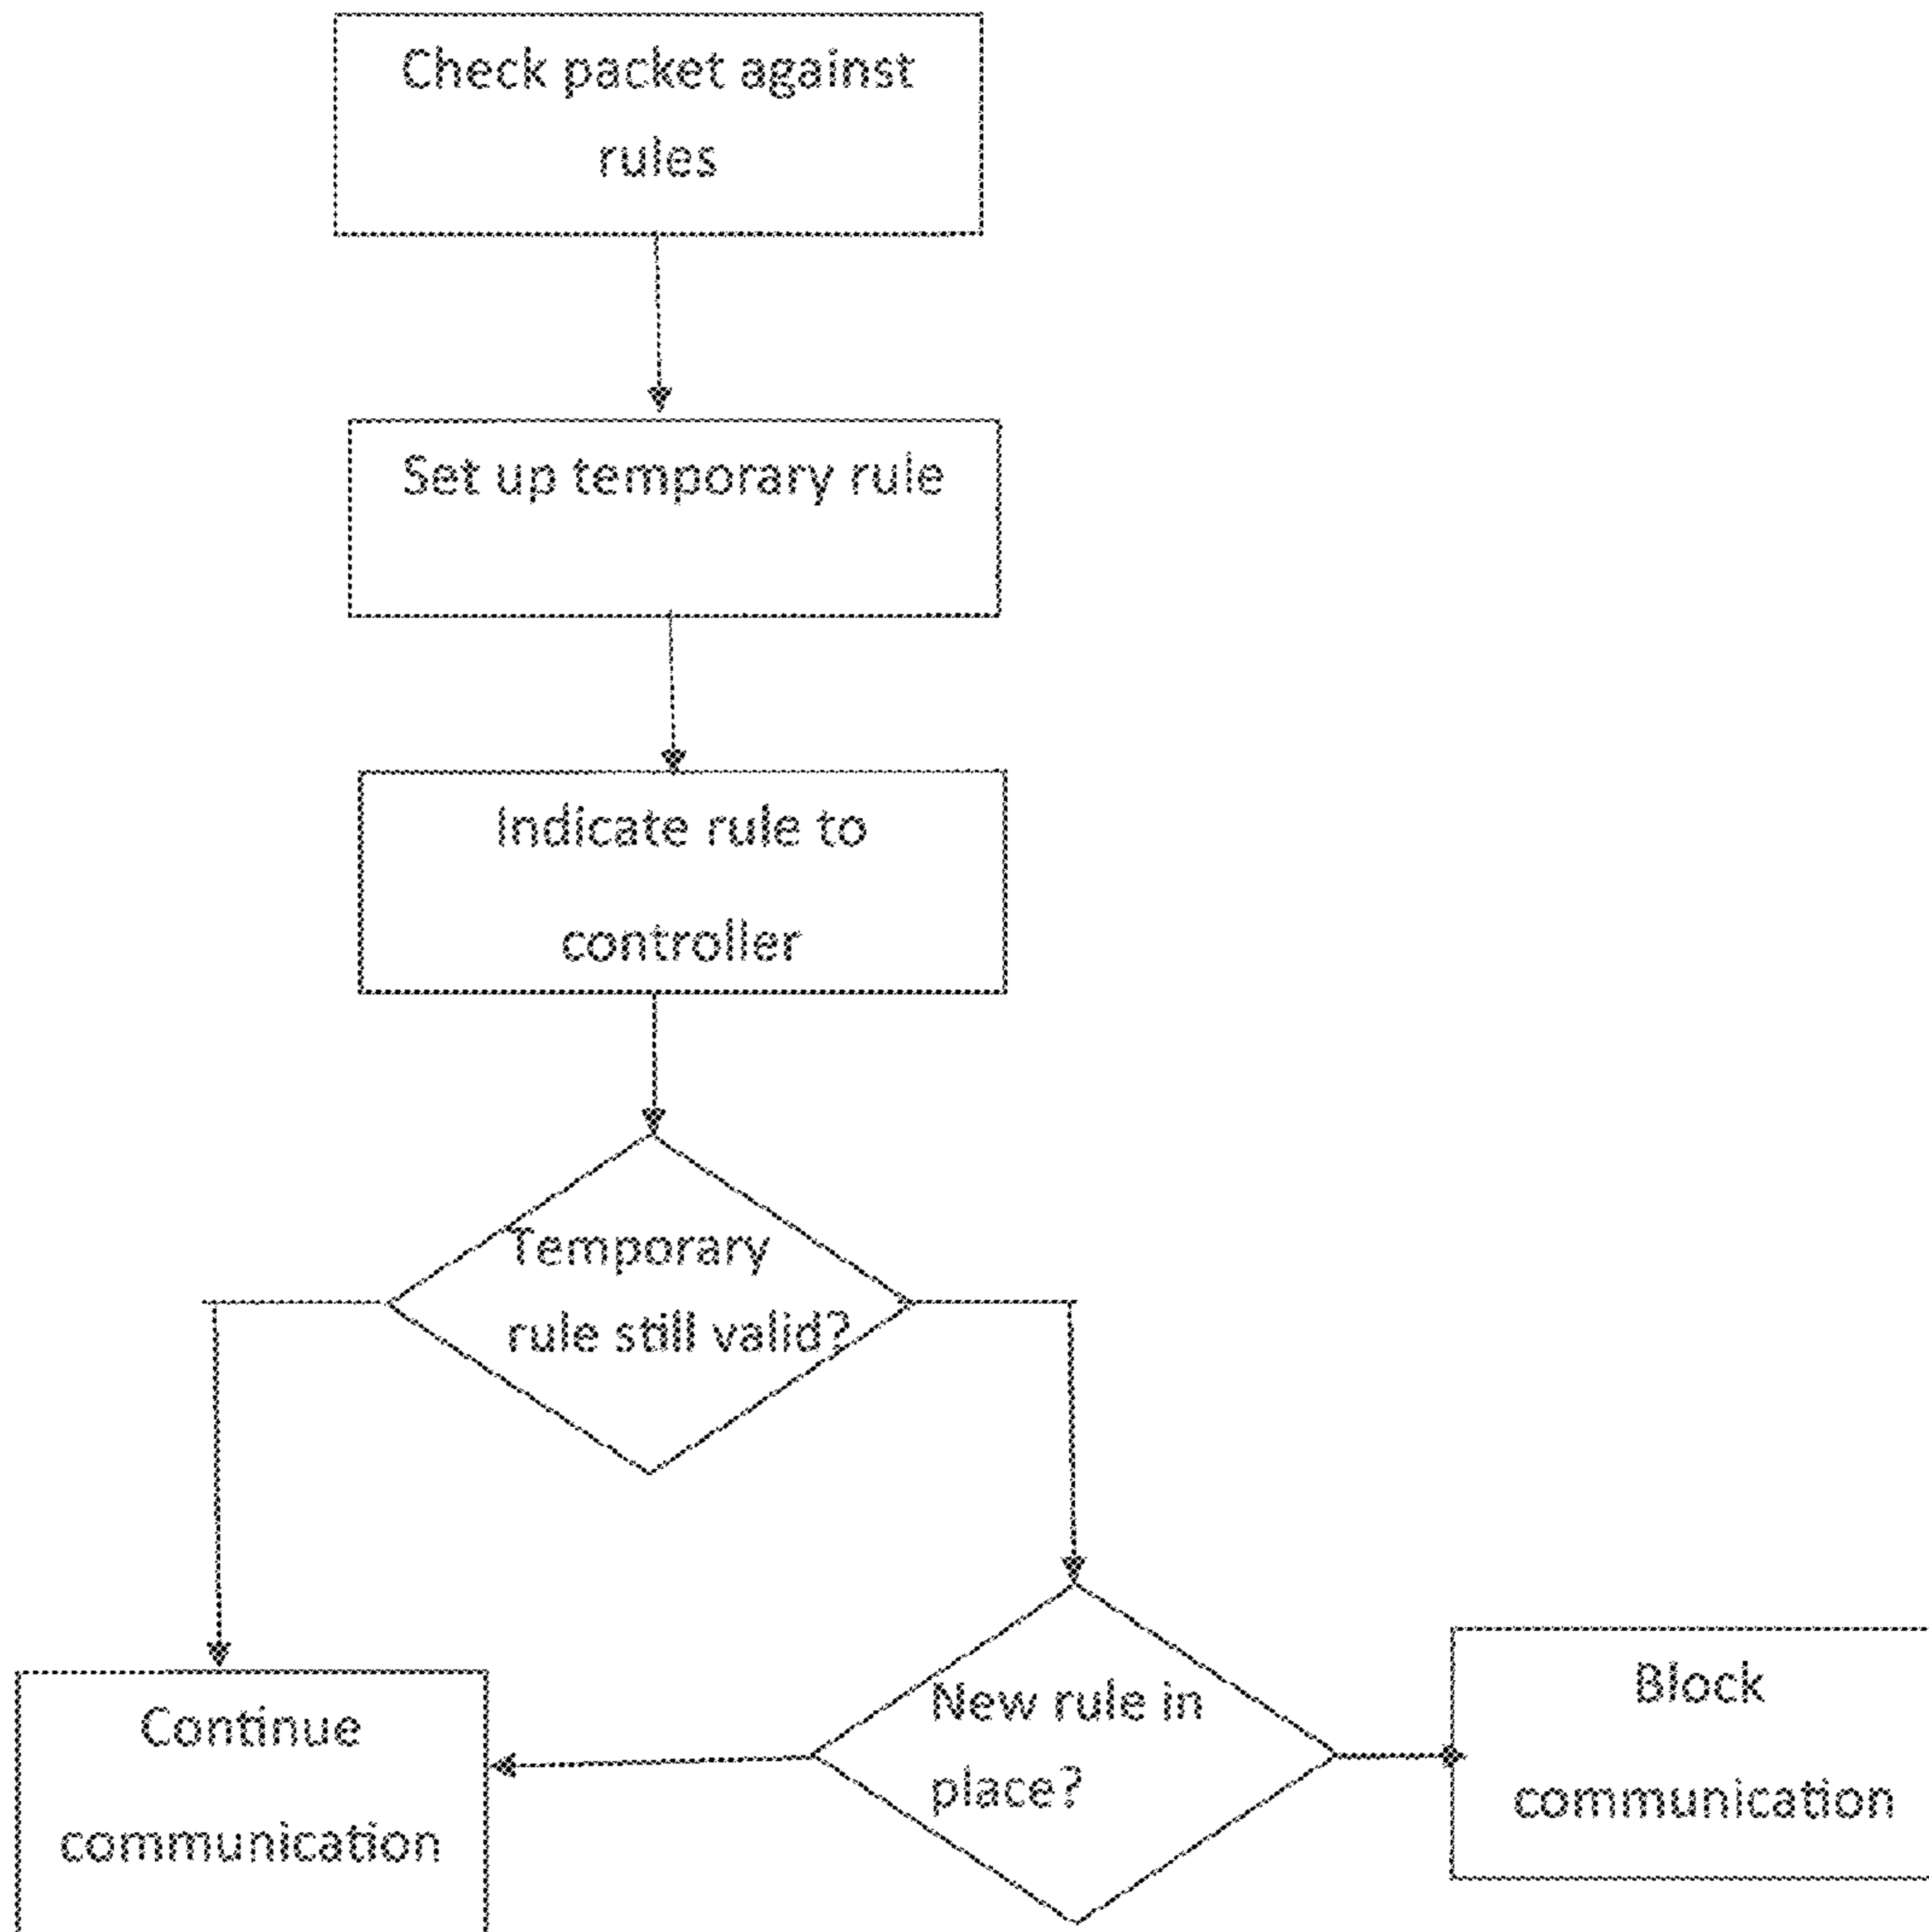 Check packet against
rules
Set up temporary rule
Indicate rule to
controller
Temporary
rule still valid?
New rule in
place?
Block
communication
Continue
communication